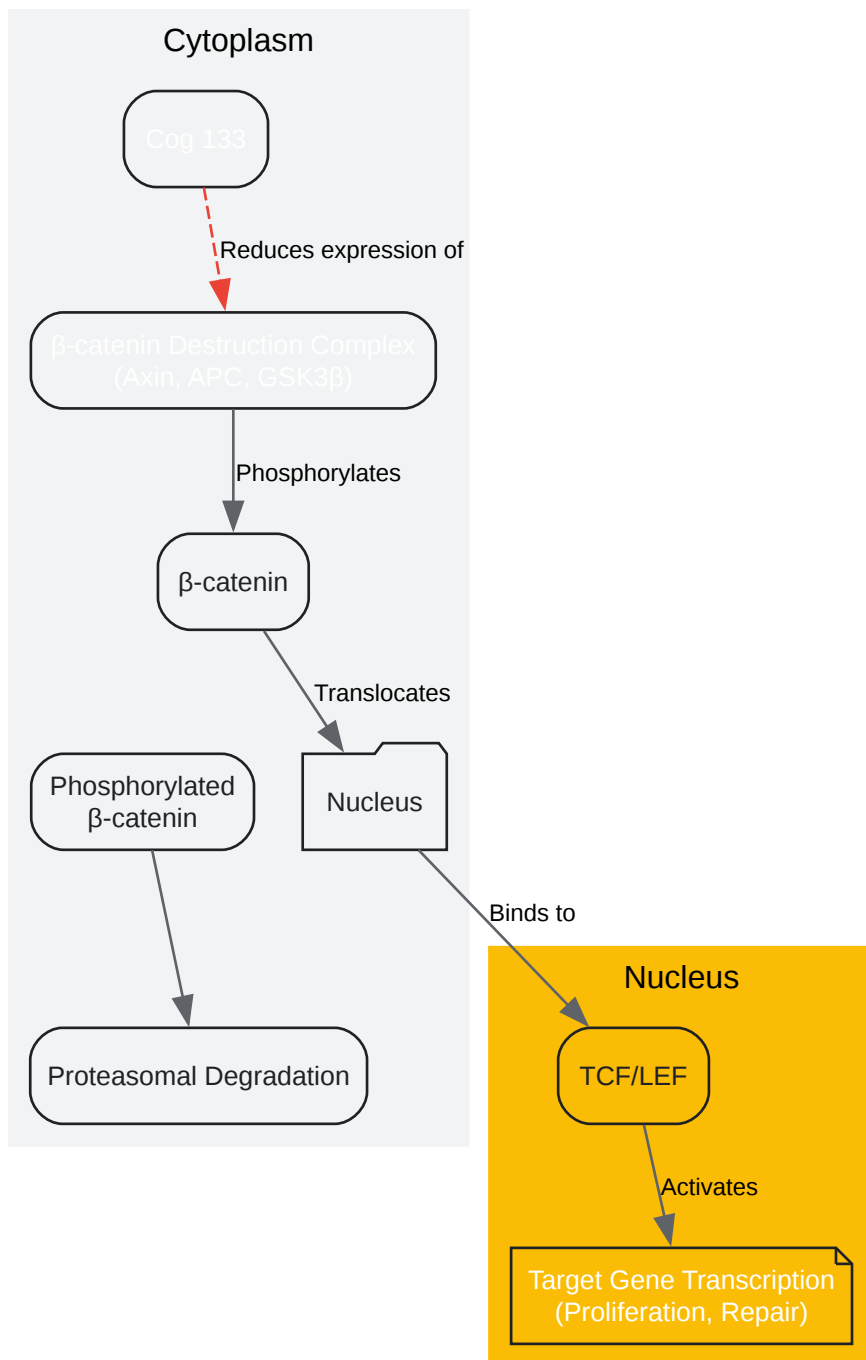 Cytoplasm
Cog 133
Reduces expression of
β-catenin Destruction Complex
(Axin, APC, GSK3β)
Phosphorylates
β-catenin
Translocates
Phosphorylated
β-catenin
Nucleus
Binds to
Nucleus
Proteasomal Degradation
TCF/LEF
Activates
Target Gene Transcription
(Proliferation, Repair)